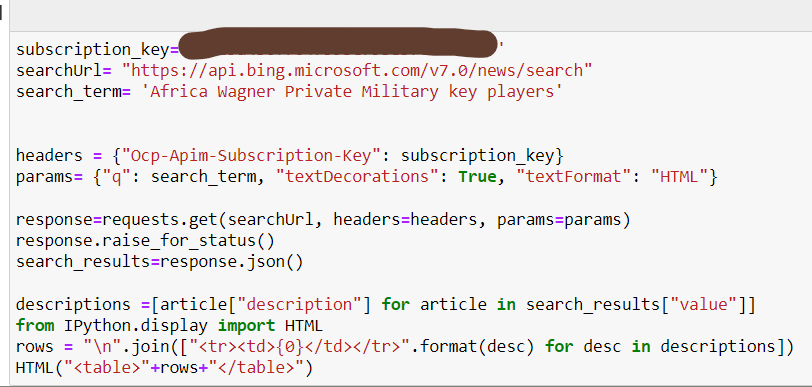 subscription_key= '
searchUrl= "https://api.bing.microsoft.com/v7.0/news/search"
search_term= 'Africa Wagner Private Military key players'
headers = {"Ocp-Apim-Subscription-Key": subscription_key}
params= {"q": search_term, "textDecorations": True, "textFormat": "HTML"}
response=requests.get(searchUrl, headers=headers, params=params)
response.raise_for_status()
search_results=response.json()
descriptions =[article["description"] for article in search_results["value"]]
from IPython.display import HTML
rows = "\n".join(["<tr><td>{0}</td></tr>".format(desc) for desc in descriptions])
HTML("<table>"+rows+"</table>")